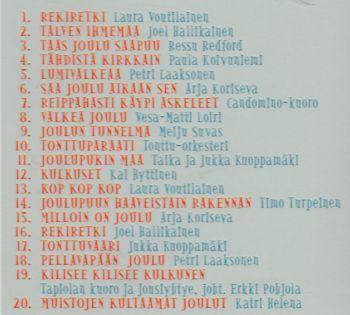 1. REKIRETKI Laura Voutilainen
2. TALVEN IHMEMAA Joel Hallikainen
3. TAAS JOULU SAAPUU Ressu Redford
4. TÄHDISTÄ KIRKKAIN Paula Koivuniemi
5. LUMIVALKEAA Petri Laaksonen
6. SAA JOULU AIKAAN SEN Arja Koriseva
7. REIPPAHASTI KÄYPI ASKELEET Candomino-kuoro
8. VALKEA JOULU Vesa-Matti Loiri
9. JOULUN TUNNELMA Meiju Suvas
10. TONTTUPARAATI Tonttu-orkesteri
11. JOULUPUKIN MAA Taika ja Jukka Kuoppamäki
12. KULKUSET Kai Hyttinen
13. KOP KOP KOP Laura Voutilainen
14. JOULUPUUN HAAVEISTAIN RAKENNAN Timo Turpeinen
15. MILLOIN ON JOULU Arja Koriseva
16. REKIRETKI Joel Hallikainen
17. TONTTUVAARI Jukka Kuoppamäki
18. PELLAVAPÄÄN JOULU Petri Laaksonen
19. KILISEE KILISEE KULKUNEN
Tapiolan kuoro ja jousiyhtye, joht. Erkki Pohjola
20. MUISTOJEN KULTAAMAT JOULUT Katri Helena